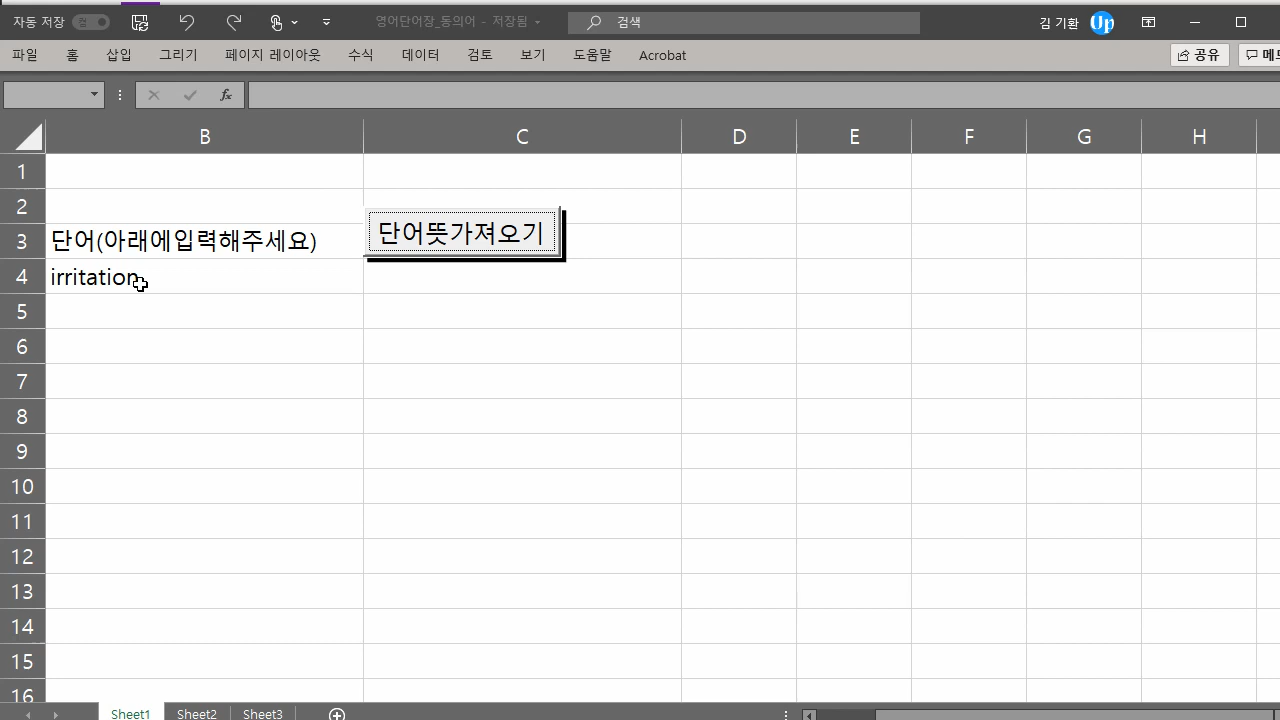 자동 저장
영어단어장_동의어 - 저장됨
검색
김 기환
Up
파일 홈 삽입 그리기 페이지 레이아웃 수식 데이터 검토 보기 도움말 Acrobat
공유
fx
B C D E F G H
1
2
3 단어(아래에입력해주세요) 단어뜻가져오기
4 irritation
5
6
7
8
9
10
11
12
13
14
15
16
Sheet1 Sheet2 Sheet3